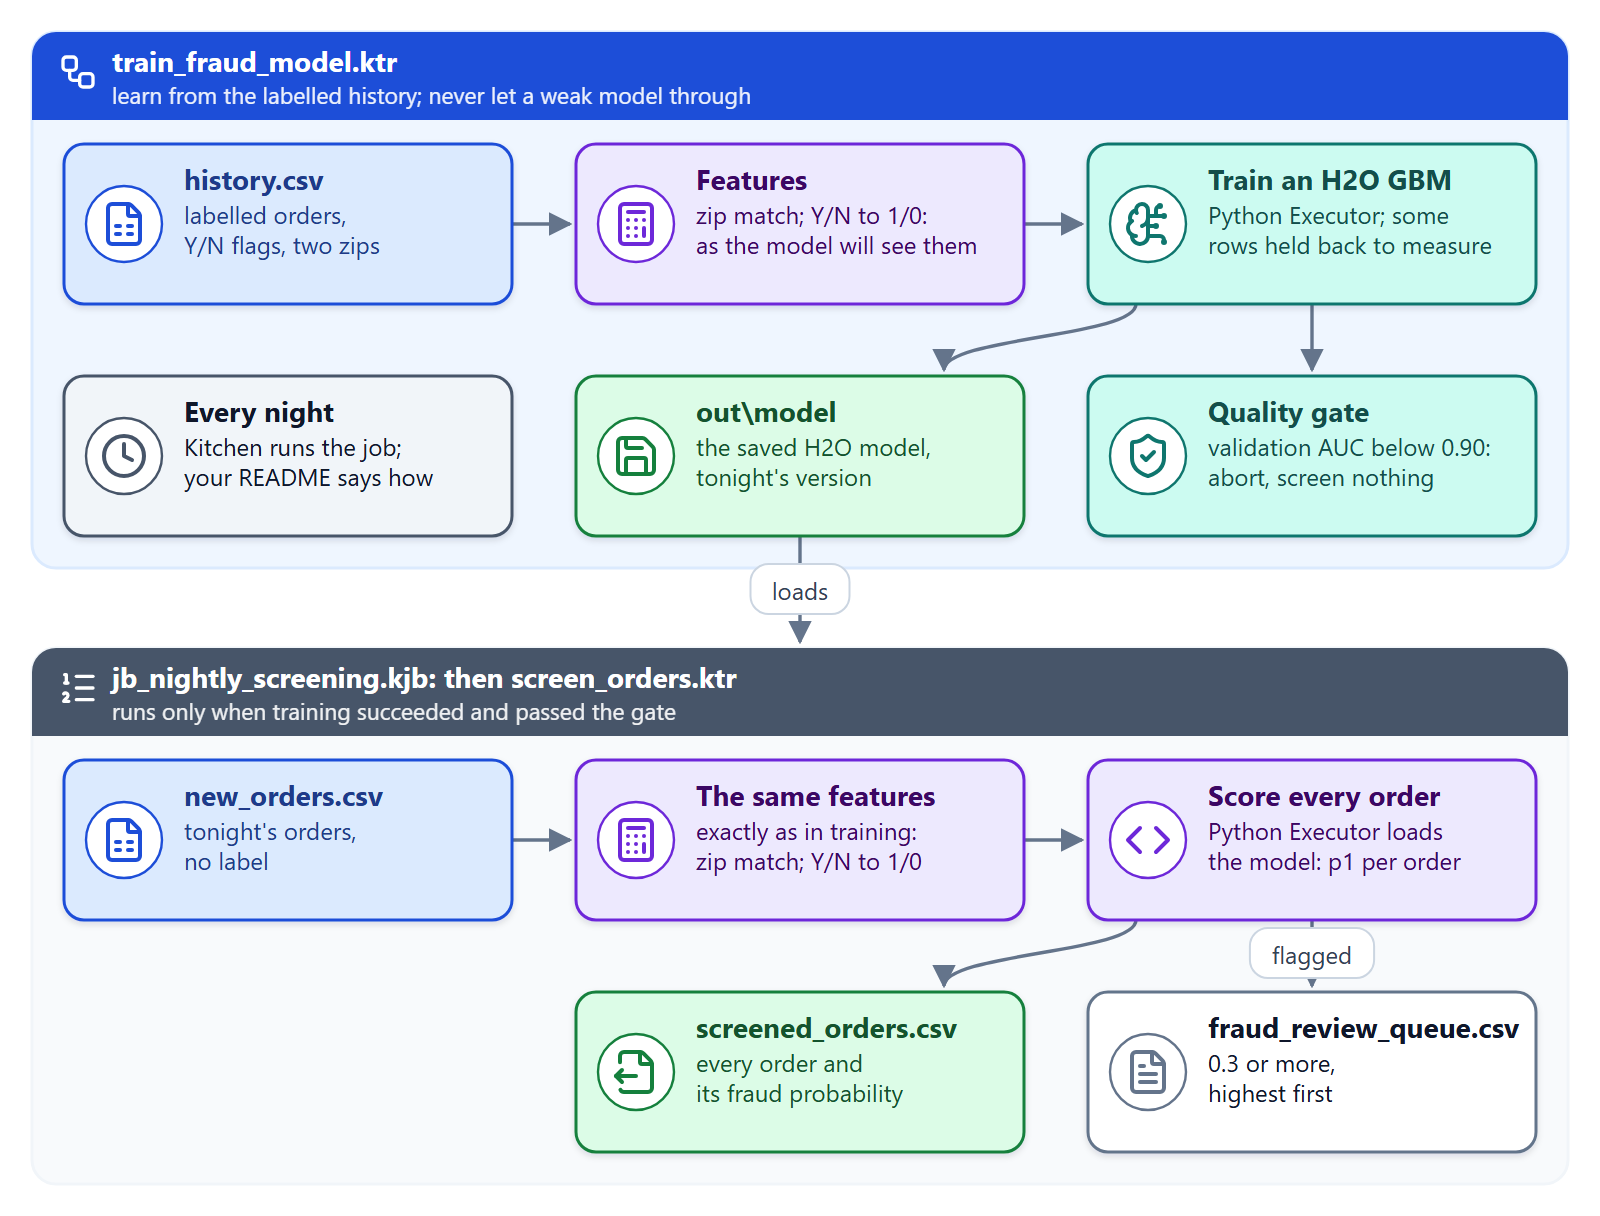 train_fraud_model.ktr
learn from the labelled history; never let a weak model through
history.csv
labelled orders,
Y/N flags, two zips
Features
zip match; Y/N to 1/0:
as the model will see them
Train an H2O GBM
Python Executor; some
rows held back to measure
Every night
Kitchen runs the job;
your README says how
out\model
the saved H2O model,
tonight's version
Quality gate
validation AUC below 0.90:
abort, screen nothing
loads
1
2
jb_nightly_screening.kjb: then screen_orders.ktr
runs only when training succeeded and passed the gate
new_orders.csv
tonight's orders,
no label
The same features
exactly as in training:
zip match; Y/N to 1/0
Score every order
Python Executor loads
the model: p1 per order
flagged
screened_orders.csv
every order and
its fraud probability
fraud_review_queue.csv
0.3 or more,
highest first